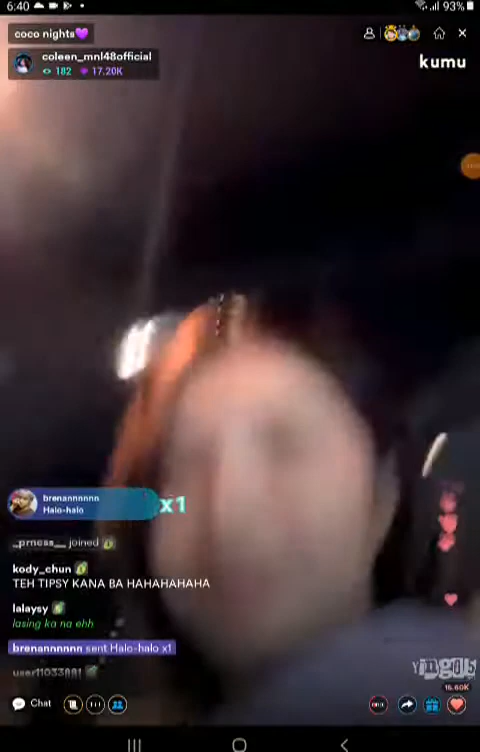 6:40
93%
coco nights💜
coleen_mnl48official
182 17.20K
kumu
brenannnnnn
Halo-halo
x1
_prness__ joined
kody_chun
TEH TIPSY KANA BA HAHAHAHAHA
lalaysy
lasing ka na ehh
brenannnnnn sent Halo-halo x1
user11033881
15.60K
Chat